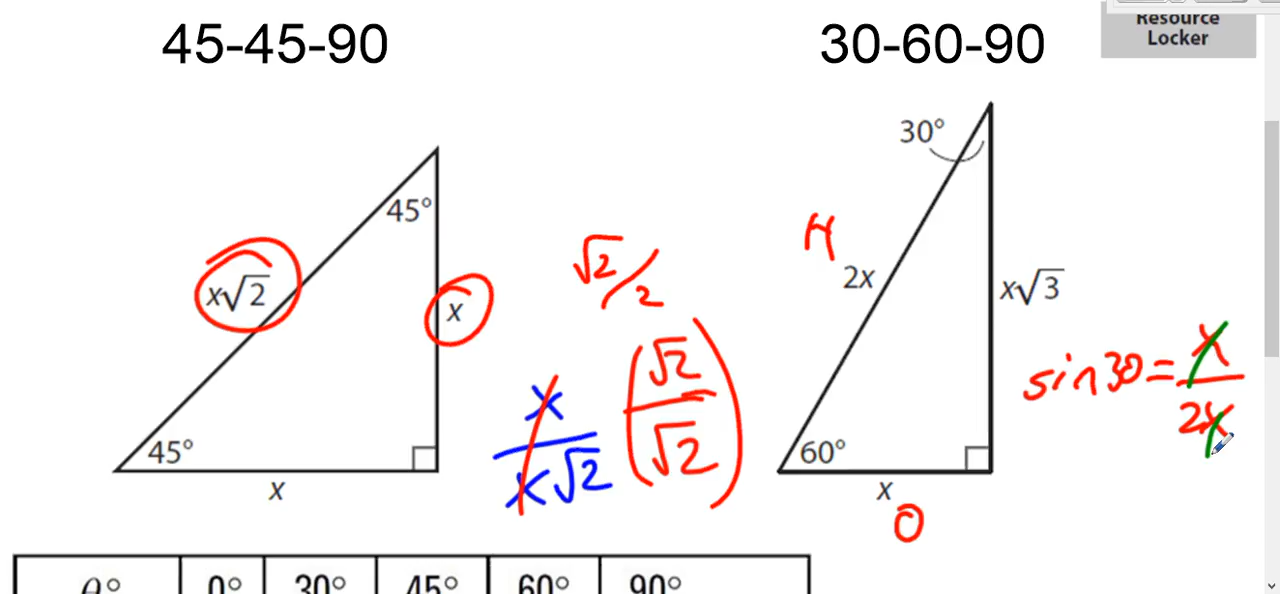 45-45-90
30-60-90
Resource
Locker
30°
45°
x√2
x
√2/2
H
2x
x√3
sin30 = x/2x
x/x√2 (√2/√2)
45°
x
60°
x
O
θ° 0° 30° 45° 60° 90°